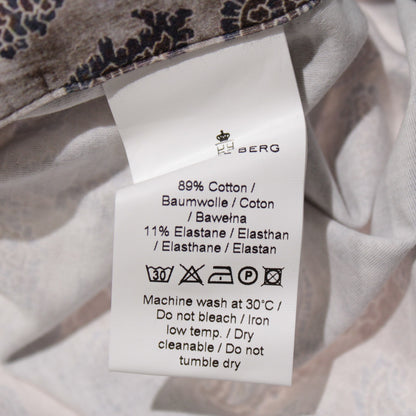 BERG
89% Cotton /
Baumwolle / Coton
/ Bawełna
11% Elastane / Elasthan
/ Elasthane / Elastan
30 P
Machine wash at 30°C /
Do not bleach / Iron
low temp. / Dry
cleanable / Do not
tumble dry